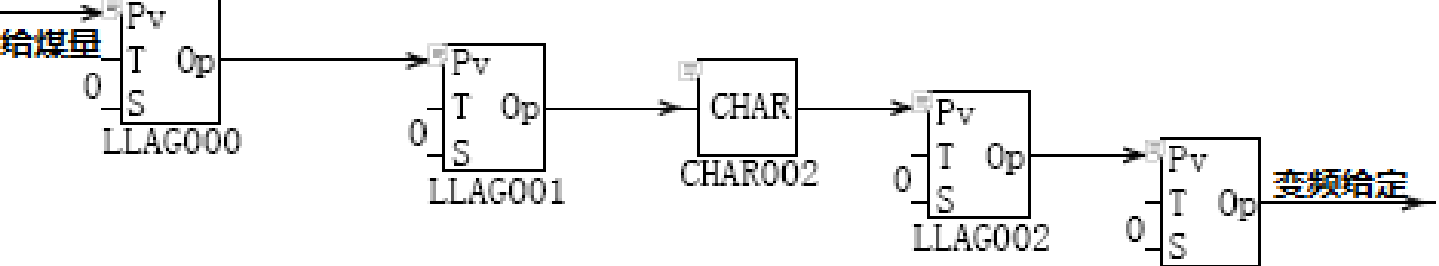 Pv
给煤量
T
Op
0
S
LLAG000
Pv
T
Op
0
S
LLAG001
CHAR
CHAR002
Pv
T
Op
0
S
LLAG002
Pv
T
Op
0
S
变频给定